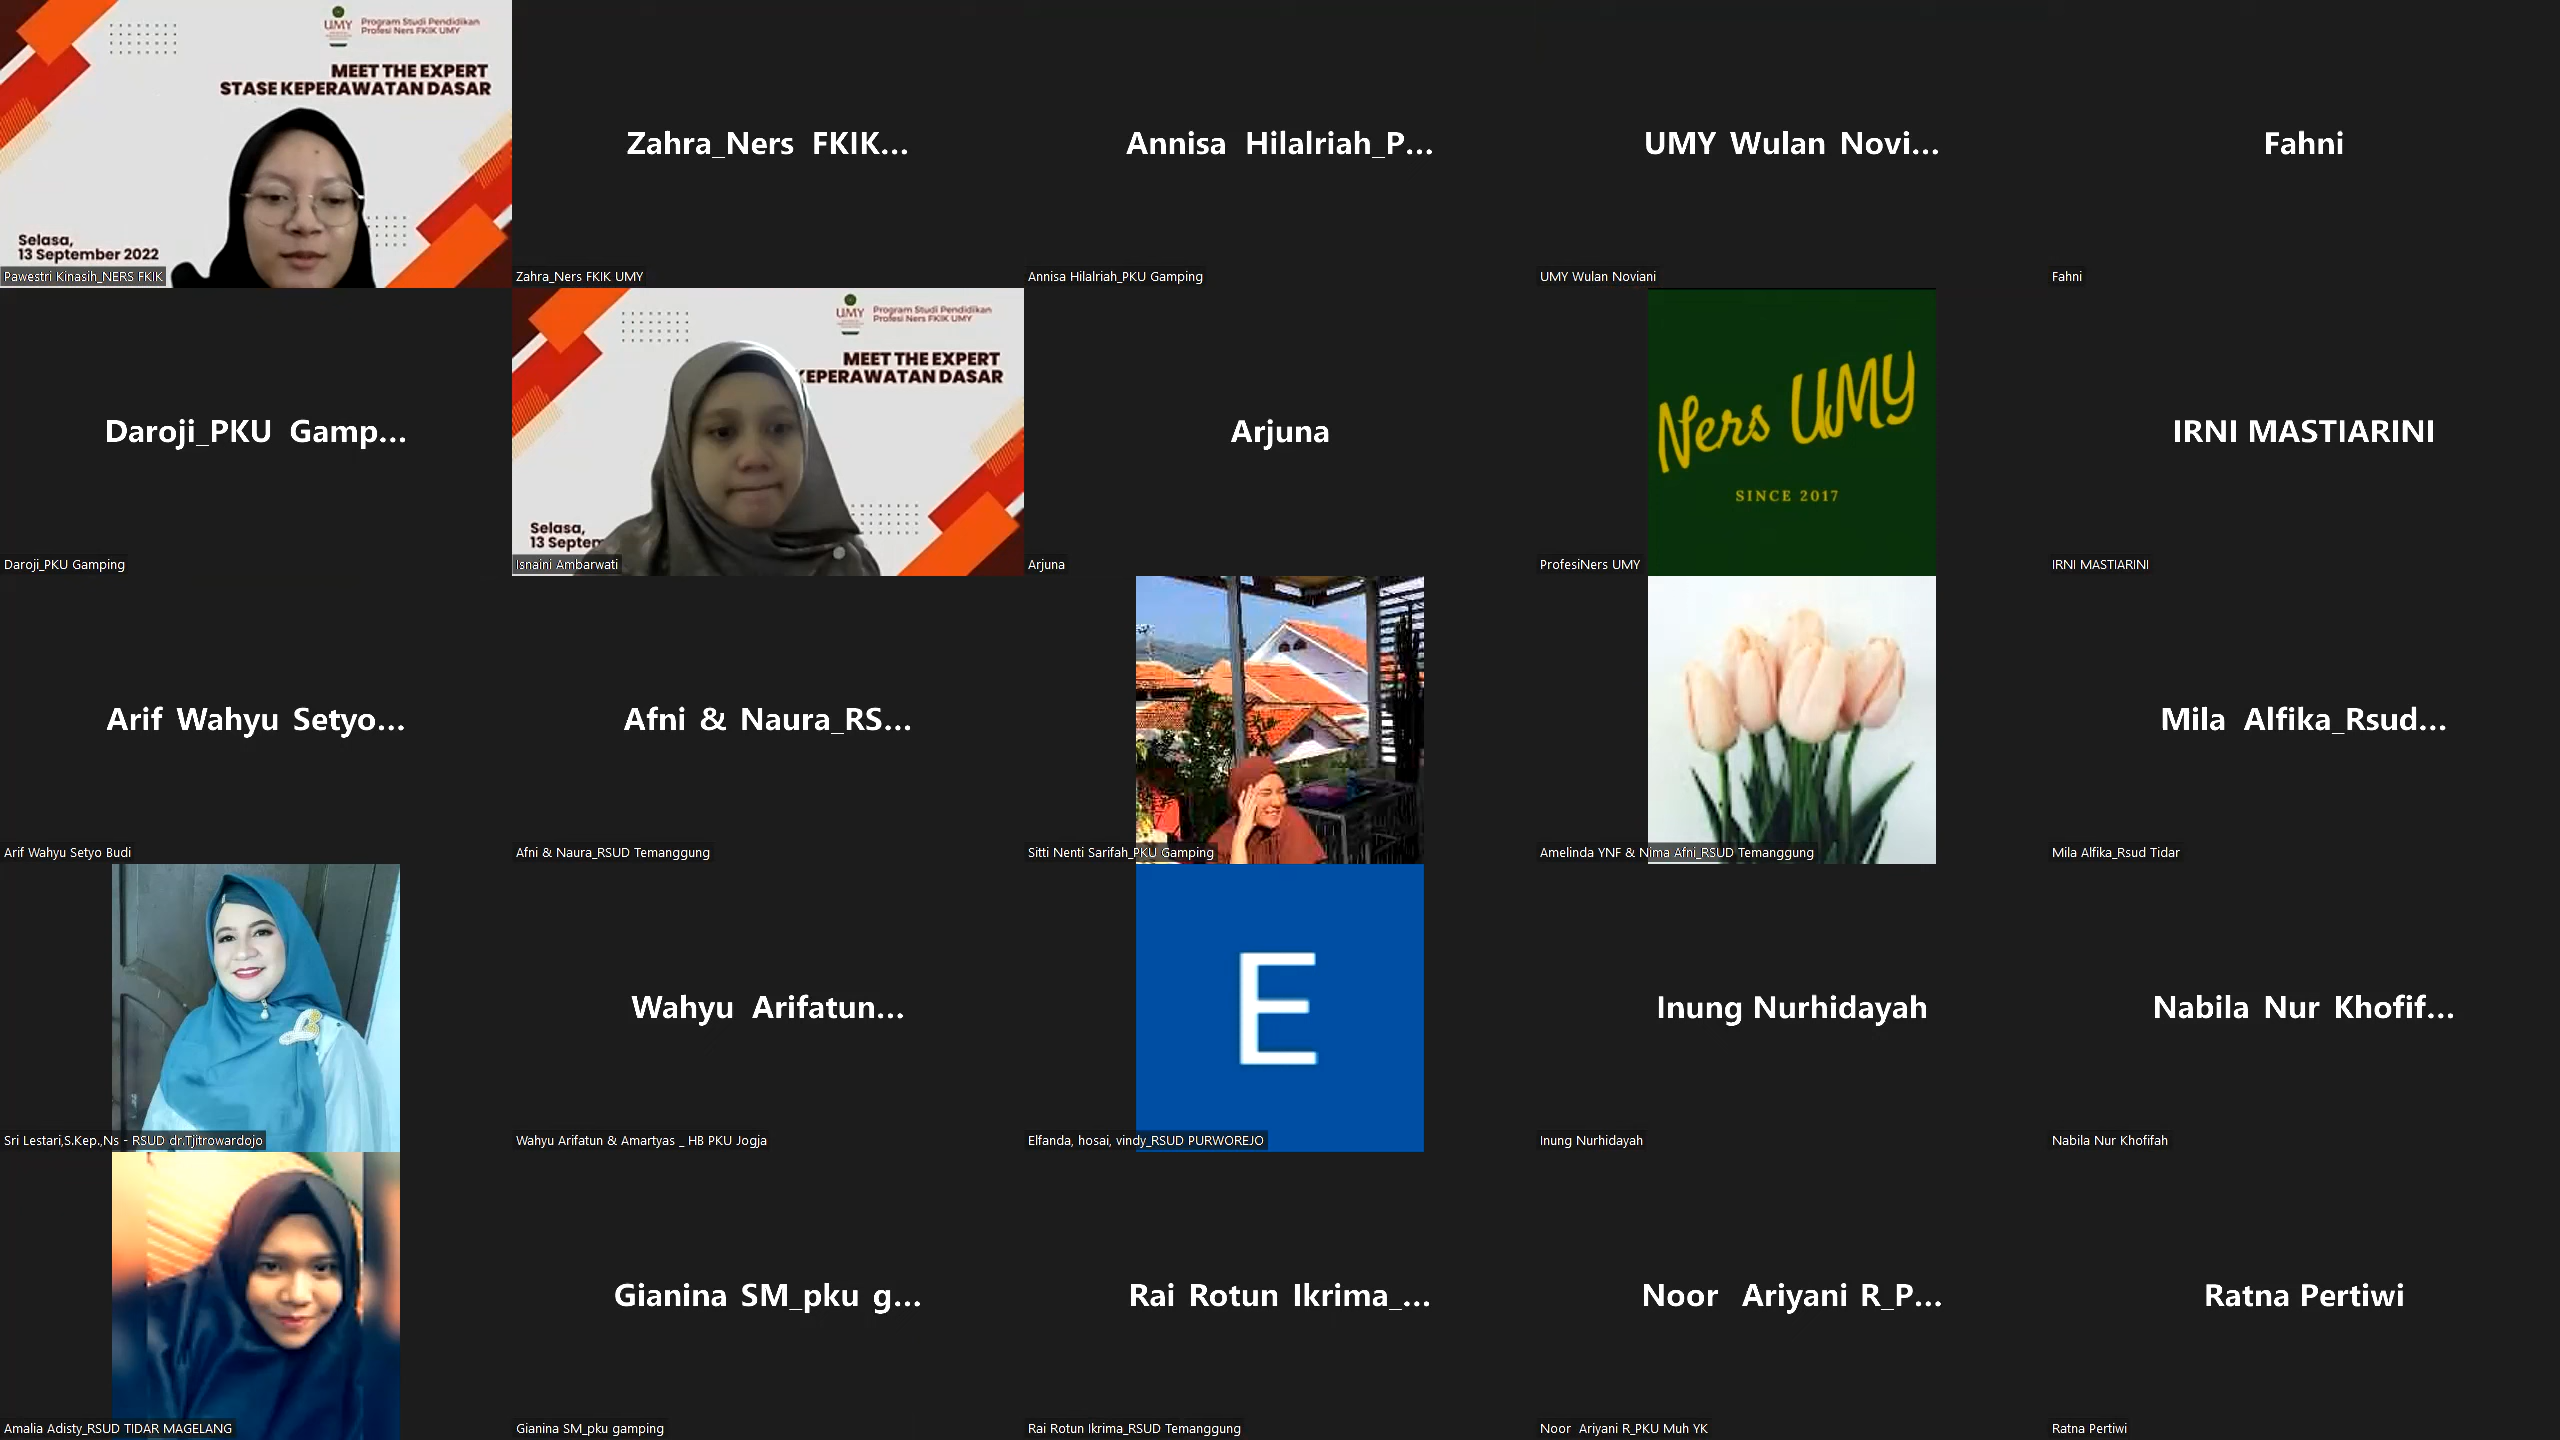 UMY
Program Studi Pendidikan
Profesi Ners FKIK UMY
MEET THE EXPERT
STASE KEPERAWATAN DASAR
Selasa,
13 September 2022
Pawestri Kinasih_NERS FKIK
Zahra_Ners FKIK...
Zahra_Ners FKIK UMY
Annisa Hilalriah_P...
Annisa Hilalriah_PKU Gamping
UMY Wulan Novi...
UMY Wulan Noviani
Fahni
Fahni
Daroji_PKU Gamp...
Daroji_PKU Gamping
UMY
Program Studi Pendidikan
Profesi Ners FKIK UMY
MEET THE EXPERT
KEPERAWATAN DASAR
Selasa,
13 Septem
Isnaini Ambarwati
Arjuna
Arjuna
Ners UMY
SINCE 2017
ProfesiNers UMY
IRNI MASTIARINI
IRNI MASTIARINI
Arif Wahyu Setyo...
Arif Wahyu Setyo Budi
Afni & Naura_RS...
Afni & Naura_RSUD Temanggung
Sitti Nenti Sarifah_PKU Gamping
Amelinda YNF & Nima Afni_RSUD Temanggung
Mila Alfika_Rsud...
Mila Alfika_Rsud Tidar
Sri Lestari,S.Kep.,Ns - RSUD dr.Tjitrowardojo
Wahyu Arifatun...
Wahyu Arifatun & Amartyas _ HB PKU Jogja
E
Elfanda, hosai, vindy_RSUD PURWOREJO
Inung Nurhidayah
Inung Nurhidayah
Nabila Nur Khofif...
Nabila Nur Khofifah
Amalia Adisty_RSUD TIDAR MAGELANG
Gianina SM_pku g...
Gianina SM_pku gamping
Rai Rotun Ikrima_...
Rai Rotun Ikrima_RSUD Temanggung
Noor Ariyani R_P...
Noor Ariyani R_PKU Muh YK
Ratna Pertiwi
Ratna Pertiwi